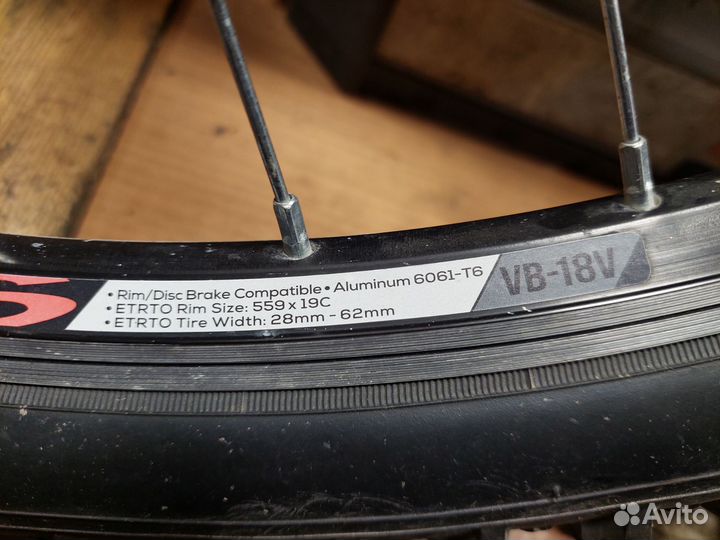 S
• Rim/Disc Brake Compatible • Aluminum 6061-T6
• ETRTO Rim Size: 559 x 19C
• ETRTO Tire Width: 28mm - 62mm
VB-18V
Avito